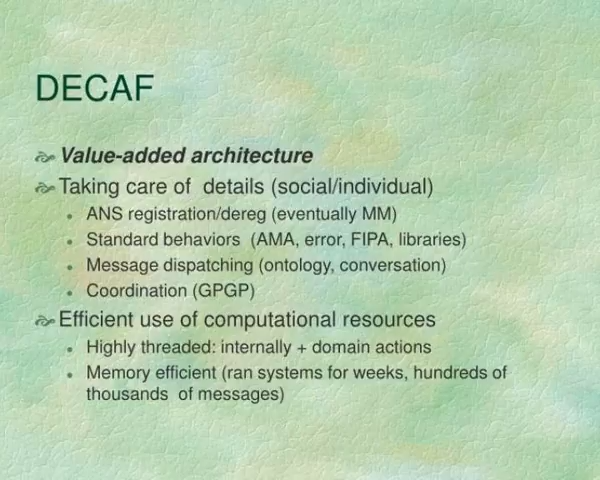 DECAF
Value-added architecture
Taking care of  details (social/individual)
ANS registration/dereg (eventually MM)
Standard behaviors  (AMA, error, FIPA, libraries)
Message dispatching (ontology, conversation)
Coordination (GPGP)
Efficient use of computational resources
Highly threaded: internally + domain actions
Memory efficient (ran systems for weeks, hundreds of
thousands  of messages)